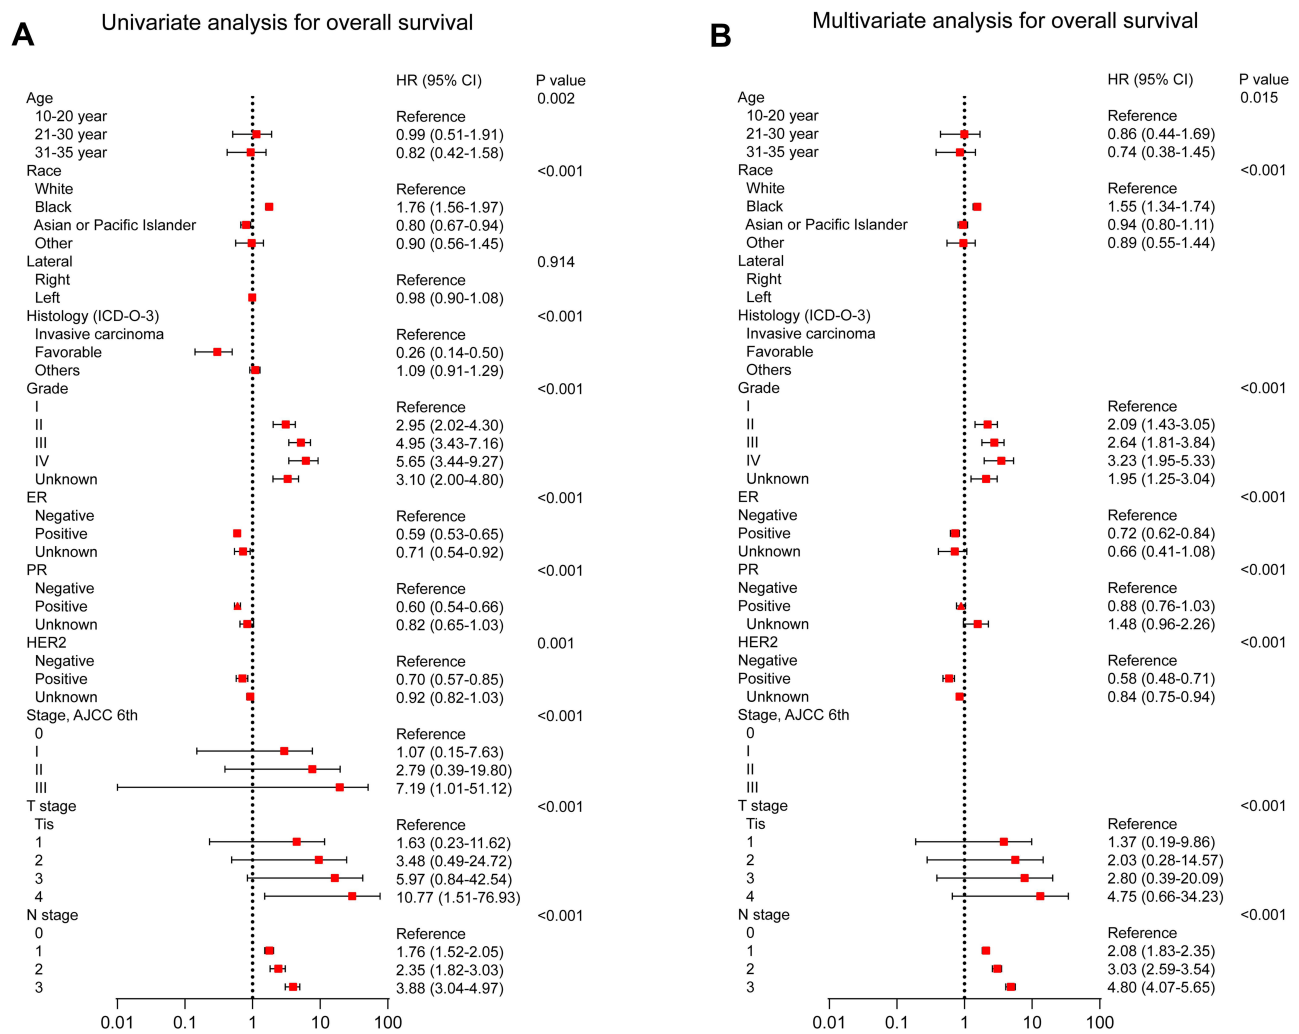 A
Univariate analysis for overall survival
HR (95% CI) P value
Age 0.002
10-20 year Reference
21-30 year 0.99 (0.51-1.91)
31-35 year 0.82 (0.42-1.58)
Race <0.001
White Reference
Black 1.76 (1.56-1.97)
Asian or Pacific Islander 0.80 (0.67-0.94)
Other 0.90 (0.56-1.45)
Lateral 0.914
Right Reference
Left 0.98 (0.90-1.08)
Histology (ICD-O-3) <0.001
Invasive carcinoma Reference
Favorable 0.26 (0.14-0.50)
Others 1.09 (0.91-1.29)
Grade <0.001
I Reference
II 2.95 (2.02-4.30)
III 4.95 (3.43-7.16)
IV 5.65 (3.44-9.27)
Unknown 3.10 (2.00-4.80)
ER <0.001
Negative Reference
Positive 0.59 (0.53-0.65)
Unknown 0.71 (0.54-0.92)
PR <0.001
Negative Reference
Positive 0.60 (0.54-0.66)
Unknown 0.82 (0.65-1.03)
HER2 0.001
Negative Reference
Positive 0.70 (0.57-0.85)
Unknown 0.92 (0.82-1.03)
Stage, AJCC 6th <0.001
0 Reference
I 1.07 (0.15-7.63)
II 2.79 (0.39-19.80)
III 7.19 (1.01-51.12)
T stage <0.001
Tis Reference
1 1.63 (0.23-11.62)
2 3.48 (0.49-24.72)
3 5.97 (0.84-42.54)
4 10.77 (1.51-76.93)
N stage <0.001
0 Reference
1 1.76 (1.52-2.05)
2 2.35 (1.82-3.03)
3 3.88 (3.04-4.97)
0.01 0.1 1 10 100
B
Multivariate analysis for overall survival
HR (95% CI) P value
Age 0.015
10-20 year Reference
21-30 year 0.86 (0.44-1.69)
31-35 year 0.74 (0.38-1.45)
Race <0.001
White Reference
Black 1.55 (1.34-1.74)
Asian or Pacific Islander 0.94 (0.80-1.11)
Other 0.89 (0.55-1.44)
Lateral
Right
Left
Histology (ICD-O-3)
Invasive carcinoma
Favorable
Others
Grade <0.001
I Reference
II 2.09 (1.43-3.05)
III 2.64 (1.81-3.84)
IV 3.23 (1.95-5.33)
Unknown 1.95 (1.25-3.04)
ER <0.001
Negative Reference
Positive 0.72 (0.62-0.84)
Unknown 0.66 (0.41-1.08)
PR <0.001
Negative Reference
Positive 0.88 (0.76-1.03)
Unknown 1.48 (0.96-2.26)
HER2 <0.001
Negative Reference
Positive 0.58 (0.48-0.71)
Unknown 0.84 (0.75-0.94)
Stage, AJCC 6th
0
I
II
III
T stage <0.001
Tis Reference
1 1.37 (0.19-9.86)
2 2.03 (0.28-14.57)
3 2.80 (0.39-20.09)
4 4.75 (0.66-34.23)
N stage <0.001
0 Reference
1 2.08 (1.83-2.35)
2 3.03 (2.59-3.54)
3 4.80 (4.07-5.65)
0.01 0.1 1 10 100